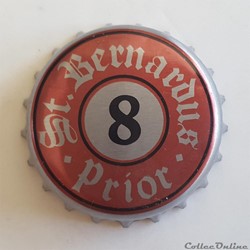 St. Bernardus
8
· Prior ·
CollecOnline